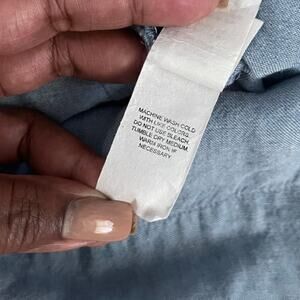 MACHINE WASH COLD
WITH LIKE COLORS.
DO NOT USE BLEACH.
TUMBLE DRY MEDIUM.
WARM IRON IF
NECESSARY